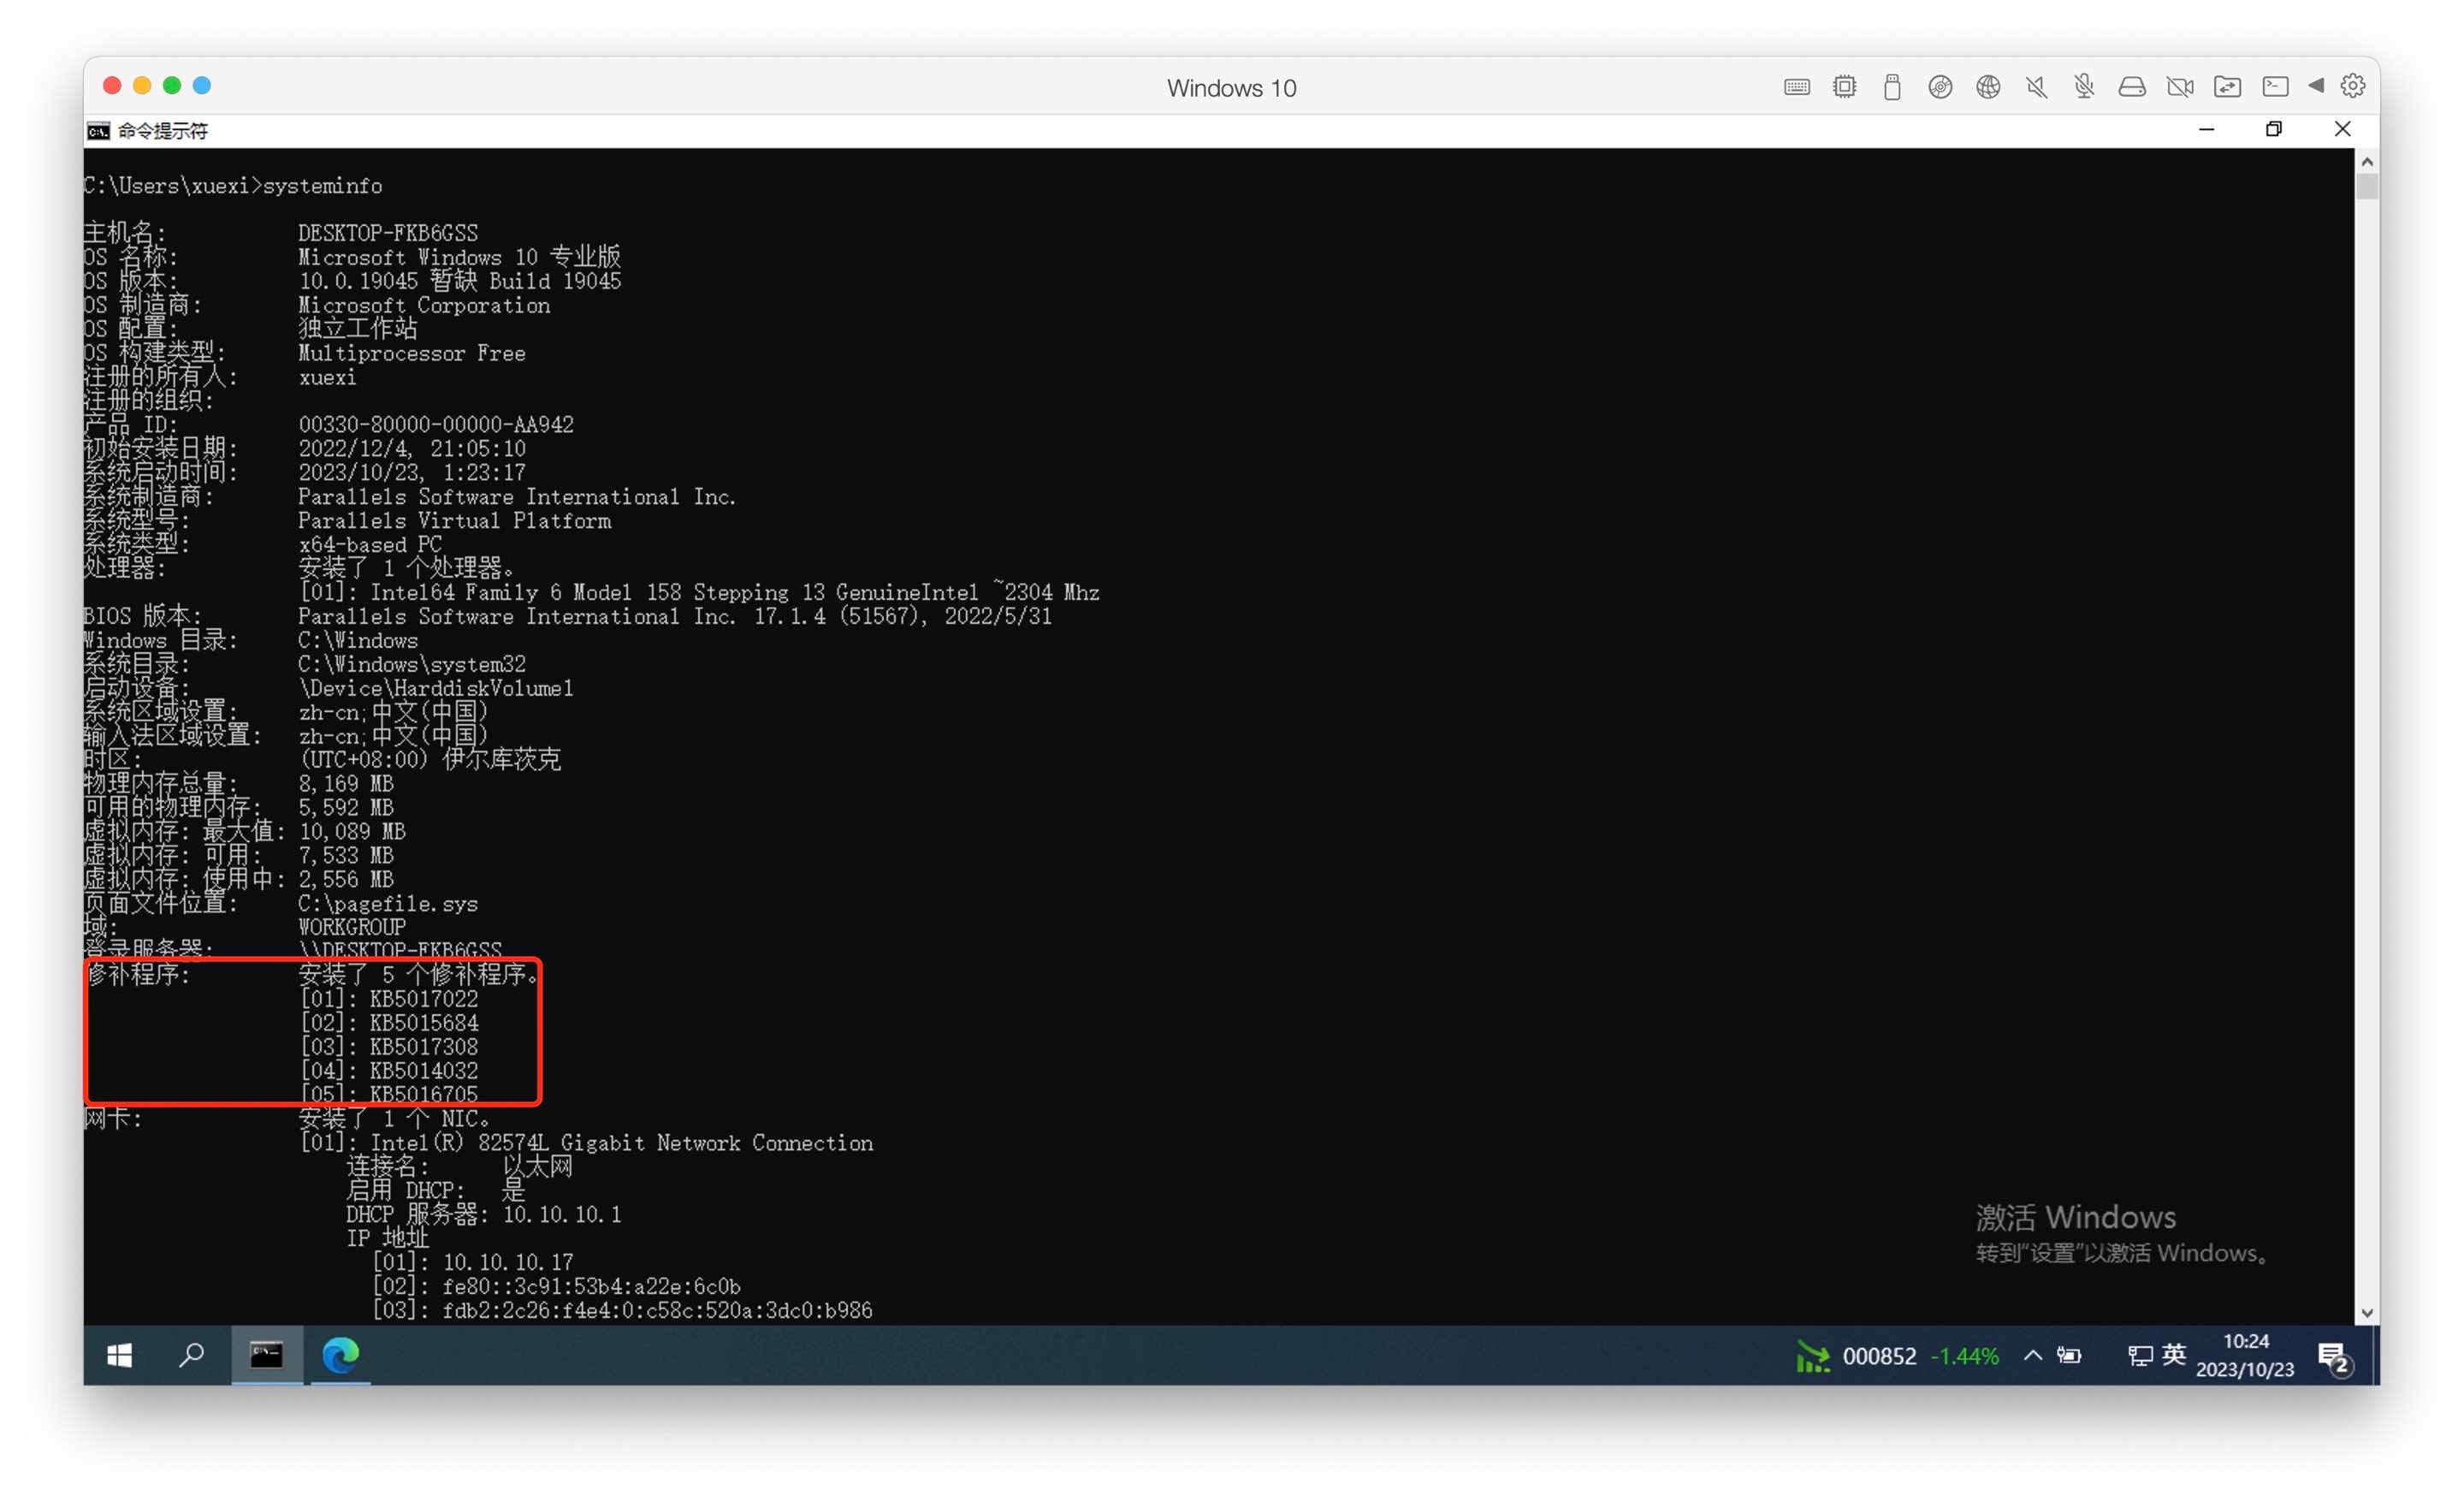 Windows 10
命令提示符
C:\Users\xuexi>systeminfo
主机名: DESKTOP-FKB6GSS
OS 名称: Microsoft Windows 10 专业版
OS 版本: 10.0.19045 暂缺 Build 19045
OS 制造商: Microsoft Corporation
OS 配置: 独立工作站
OS 构建类型: Multiprocessor Free
注册的所有人: xuexi
注册的组织:
产品 ID: 00330-80000-00000-AA942
初始安装日期: 2022/12/4, 21:05:10
系统启动时间: 2023/10/23, 1:23:17
系统制造商: Parallels Software International Inc.
系统型号: Parallels Virtual Platform
系统类型: x64-based PC
处理器: 安装了 1 个处理器。
[01]: Intel64 Family 6 Model 158 Stepping 13 GenuineIntel ~2304 Mhz
BIOS 版本: Parallels Software International Inc. 17.1.4 (51567), 2022/5/31
Windows 目录: C:\Windows
系统目录: C:\Windows\system32
启动设备: \Device\HarddiskVolume1
系统区域设置: zh-cn;中文(中国)
输入法区域设置: zh-cn;中文(中国)
时区: (UTC+08:00) 伊尔库茨克
物理内存总量: 8,169 MB
可用的物理内存: 5,592 MB
虚拟内存: 最大值: 10,089 MB
虚拟内存: 可用: 7,533 MB
虚拟内存: 使用中: 2,556 MB
页面文件位置: C:\pagefile.sys
域: WORKGROUP
登录服务器: \\DESKTOP-FKB6GSS
修补程序: 安装了 5 个修补程序。
[01]: KB5017022
[02]: KB5015684
[03]: KB5017308
[04]: KB5014032
[05]: KB5016705
网卡: 安装了 1 个 NIC。
[01]: Intel(R) 82574L Gigabit Network Connection
连接名: 以太网
启用 DHCP: 是
DHCP 服务器: 10.10.10.1
IP 地址
[01]: 10.10.10.17
[02]: fe80::3c91:53b4:a22e:6c0b
[03]: fdb2:2c26:f4e4:0:c58c:520a:3dc0:b986
激活 Windows
转到“设置”以激活 Windows。
000852 -1.44% 英 10:24
2023/10/23
2